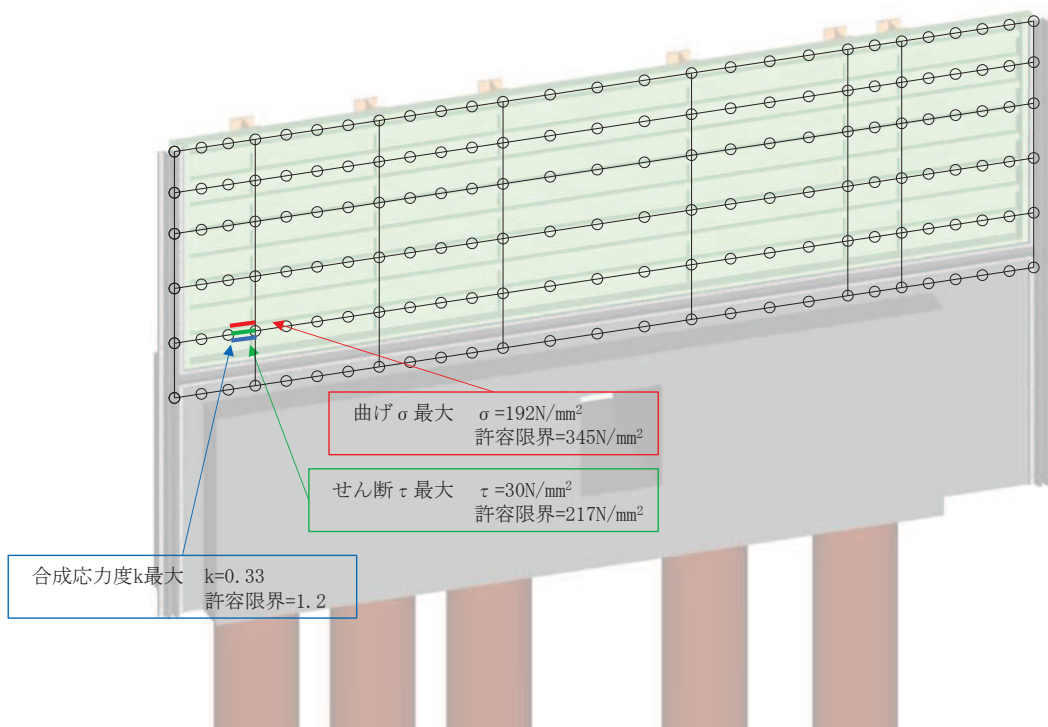 曲げσ最大 σ=192N/mm²
許容限界=345N/mm²
せん断τ最大 τ=30N/mm²
許容限界=217N/mm²
合成応力度k最大 k=0.33
許容限界=1.2